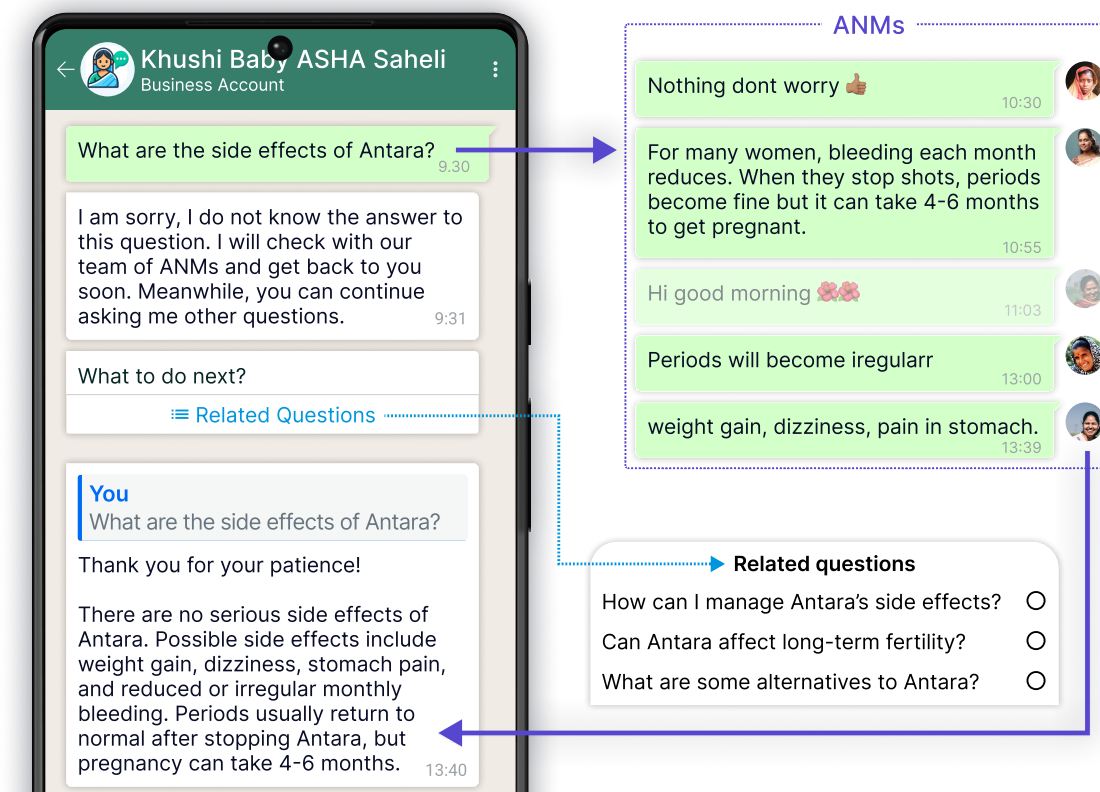 Khushi Baby ASHA Saheli
Business Account
What are the side effects of Antara?
9.30
I am sorry, I do not know the answer to
this question. I will check with our
team of ANMs and get back to you
soon. Meanwhile, you can continue
asking me other questions.
9:31
What to do next?
Related Questions
You
What are the side effects of Antara?
Thank you for your patience!
There are no serious side effects of
Antara. Possible side effects include
weight gain, dizziness, stomach pain,
and reduced or irregular monthly
bleeding. Periods usually return to
normal after stopping Antara, but
pregnancy can take 4-6 months.
13:40
ANMs
Nothing dont worry 👍🏽
10:30
For many women, bleeding each month
reduces. When they stop shots, periods
become fine but it can take 4-6 months
to get pregnant.
10:55
Hi good morning 🌺🌺
11:03
Periods will become iregularr
13:00
weight gain, dizziness, pain in stomach.
13:39
Related questions
How can I manage Antara’s side effects?
Can Antara affect long-term fertility?
What are some alternatives to Antara?